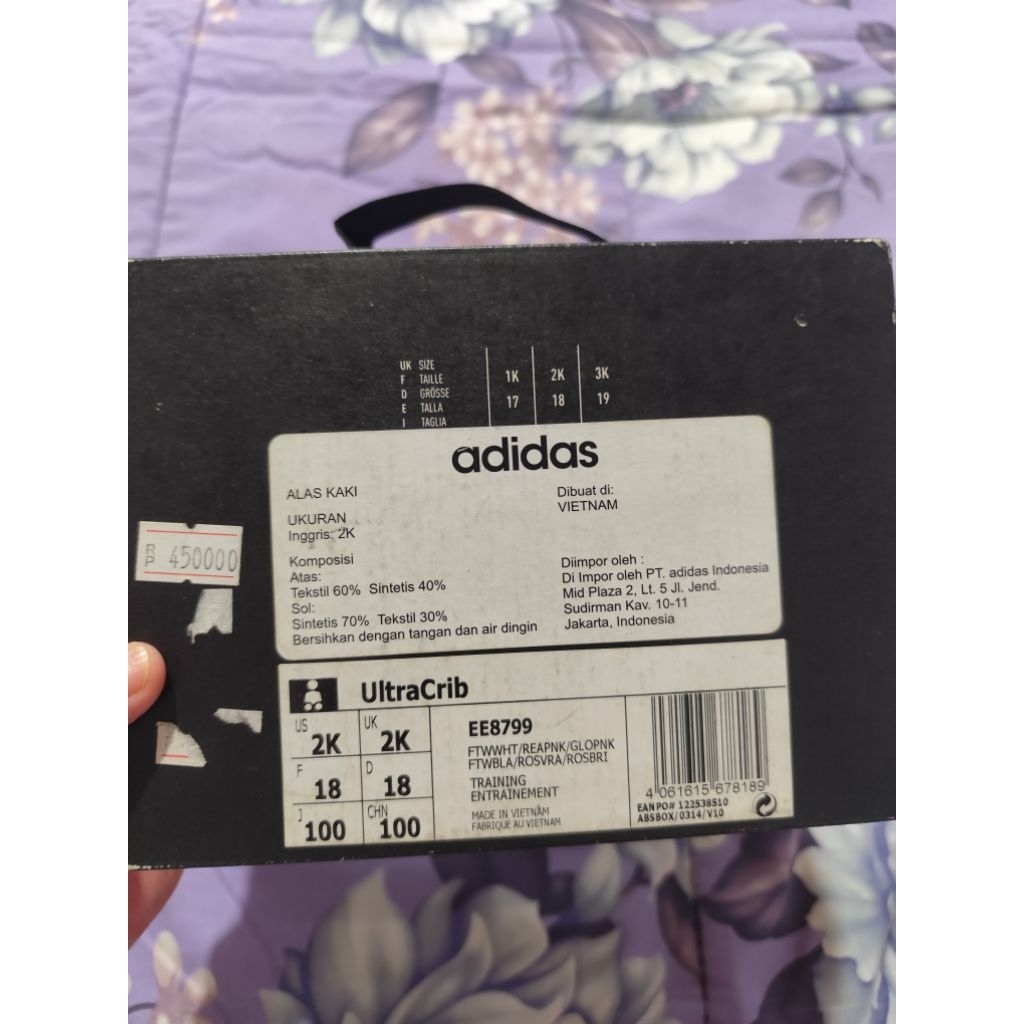 UK SIZE 1K 2K 3K
F TAILLE
D GRÖSSE 17 18 19
E TALLA
I TAGLIA
adidas
ALAS KAKI
UKURAN
Inggris: 2K
Komposisi
Atas:
Tekstil 60% Sintetis 40%
Sol:
Sintetis 70% Tekstil 30%
Bersihkan dengan tangan dan air dingin
Dibuat di:
VIETNAM
Diimpor oleh :
Di Impor oleh PT. adidas Indonesia
Mid Plaza 2, Lt. 5 Jl. Jend.
Sudirman Kav. 10-11
Jakarta, Indonesia
RP 450000
UltraCrib
US 2K UK 2K
F 18 D 18
J 100 CHN 100
EE8799
FTWWHT/REAPNK/GLOPNK
FTWBLA/ROSVRA/ROSBRI
TRAINING
ENTRAINEMENT
MADE IN VIETNAM
FABRIQUÉ AU VIETNAM
4 061615 678189
EAN PO# 122538510
ABSBOX/0314/V10